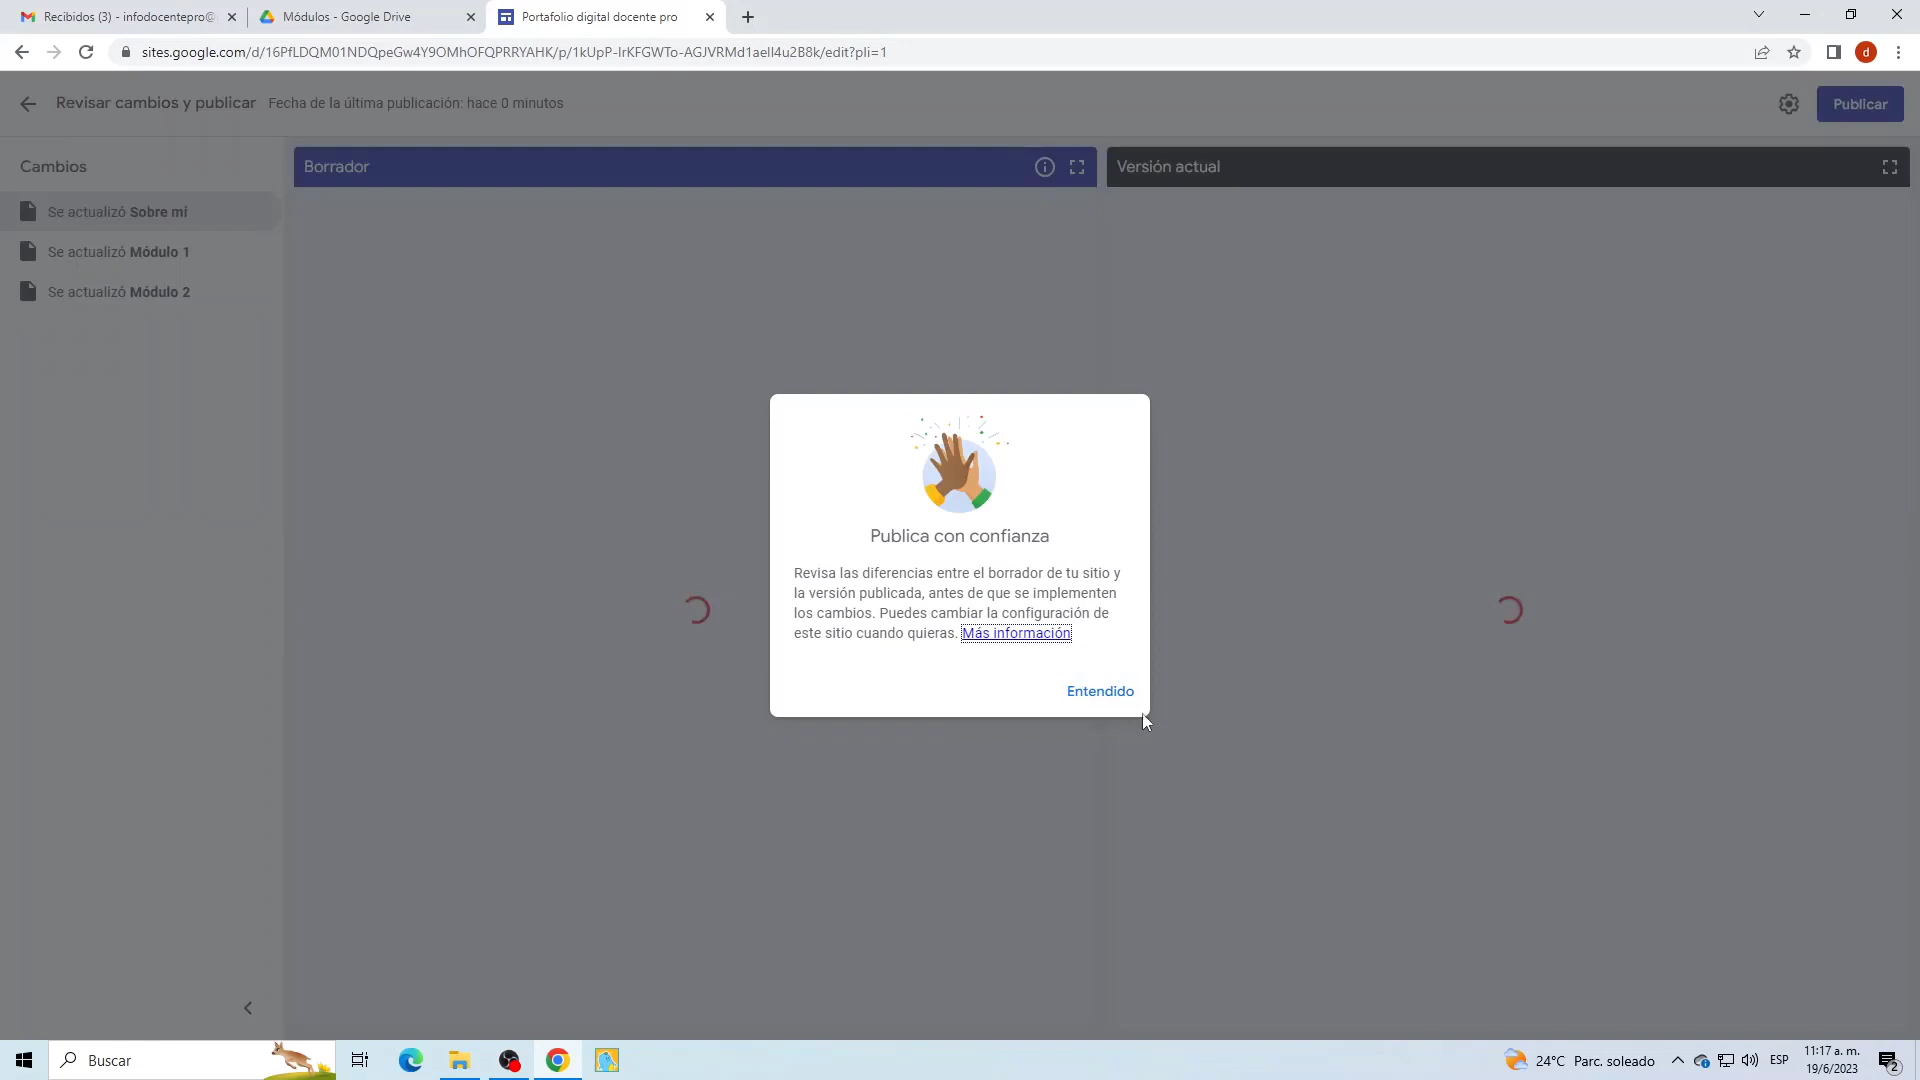 Recibidos (3) - infodocentepro@
Módulos - Google Drive
Portafolio digital docente pro
sites.google.com/d/16PfLDQM01NDQpeGw4Y9OMhOFQPRRYAHK/p/1kUpP-IrKFGWTo-AGJVRMd1aeII4u2B8k/edit?pli=1
d
Revisar cambios y publicar
Fecha de la última publicación: hace 0 minutos
Publicar
Cambios
Se actualizó Sobre mi
Se actualizó Módulo 1
Se actualizó Módulo 2
Borrador
Versión actual
Publica con confianza
Revisa las diferencias entre el borrador de tu sitio y
la versión publicada, antes de que se implementen
los cambios. Puedes cambiar la configuración de
este sitio cuando quieras. Más información
Entendido
Buscar
24°C Parc. soleado
ESP
11:17 a. m.
19/6/2023
2